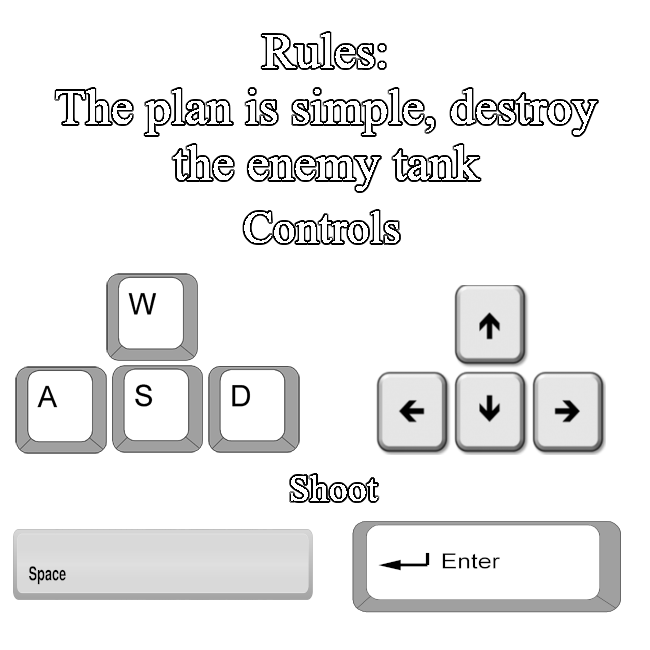 Rules:
The plan is simple, destroy
the enemy tank
Controls
W
A S D
Shoot
Space
Enter